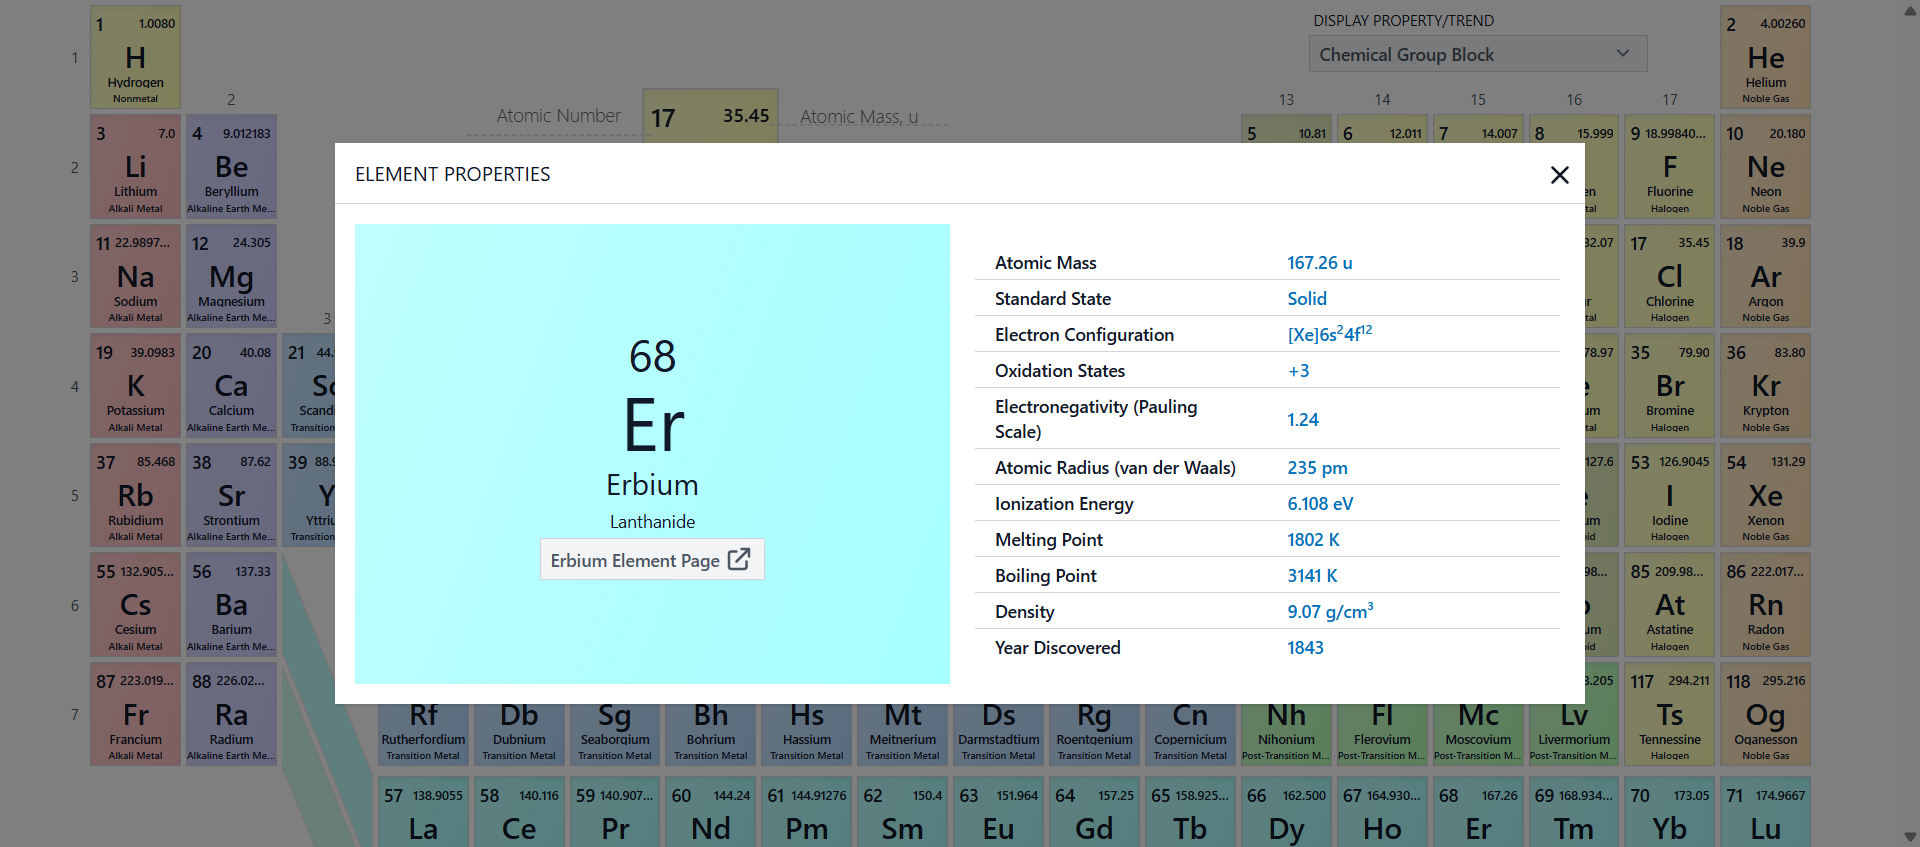 1 1.0080
H
Hydrogen
Nonmetal
1
2
DISPLAY PROPERTY/TREND
Chemical Group Block
2 4.00260
He
Helium
Noble Gas
13 14 15 16 17
Atomic Number
17 35.45
Atomic Mass, u
3 7.0
Li
Lithium
Alkali Metal
4 9.012183
Be
Beryllium
Alkaline Earth Me...
2
5 10.81
6 12.011
7 14.007
8 15.999
9 18.99840...
F
Fluorine
Halogen
10 20.180
Ne
Neon
Noble Gas
ELEMENT PROPERTIES
68
Er
Erbium
Lanthanide
Erbium Element Page
Atomic Mass 167.26 u
Standard State Solid
Electron Configuration [Xe]6s²4f¹²
Oxidation States +3
Electronegativity (Pauling
Scale) 1.24
Atomic Radius (van der Waals) 235 pm
Ionization Energy 6.108 eV
Melting Point 1802 K
Boiling Point 3141 K
Density 9.07 g/cm³
Year Discovered 1843
3
11 22.9897...
Na
Sodium
Alkali Metal
12 24.305
Mg
Magnesium
Alkaline Earth Me...
3
17 35.45
Cl
Chlorine
Halogen
18 39.9
Ar
Argon
Noble Gas
4
19 39.0983
K
Potassium
Alkali Metal
20 40.08
Ca
Calcium
Alkaline Earth Me...
21 44.
35 79.90
Br
Bromine
Halogen
36 83.80
Kr
Krypton
Noble Gas
5
37 85.468
Rb
Rubidium
Alkali Metal
38 87.62
Sr
Strontium
Alkaline Earth Me...
39 88.9
Y
53 126.9045
I
Iodine
Halogen
54 131.29
Xe
Xenon
Noble Gas
6
55 132.905...
Cs
Cesium
Alkali Metal
56 137.33
Ba
Barium
Alkaline Earth Me...
85 209.98...
At
Astatine
Halogen
86 222.017...
Rn
Radon
Noble Gas
7
87 223.019...
Fr
Francium
Alkali Metal
88 226.02...
Ra
Radium
Alkaline Earth Me...
Rf
Rutherfordium
Transition Metal
Db
Dubnium
Transition Metal
Sg
Seaborgium
Transition Metal
Bh
Bohrium
Transition Metal
Hs
Hassium
Transition Metal
Mt
Meitnerium
Transition Metal
Ds
Darmstadtium
Transition Metal
Rg
Roentgenium
Transition Metal
Cn
Copernicium
Transition Metal
Nh
Nihonium
Post-Transition M...
Fl
Flerovium
Post-Transition M...
Mc
Moscovium
Post-Transition M...
Lv
Livermorium
Post-Transition M...
117 294.211
Ts
Tennessine
Halogen
118 295.216
Og
Oganesson
Noble Gas
57 138.9055
La
58 140.116
Ce
59 140.907...
Pr
60 144.24
Nd
61 144.91276
Pm
62 150.4
Sm
63 151.964
Eu
64 157.25
Gd
65 158.925...
Tb
66 162.500
Dy
67 164.930...
Ho
68 167.26
Er
69 168.934...
Tm
70 173.05
Yb
71 174.9667
Lu